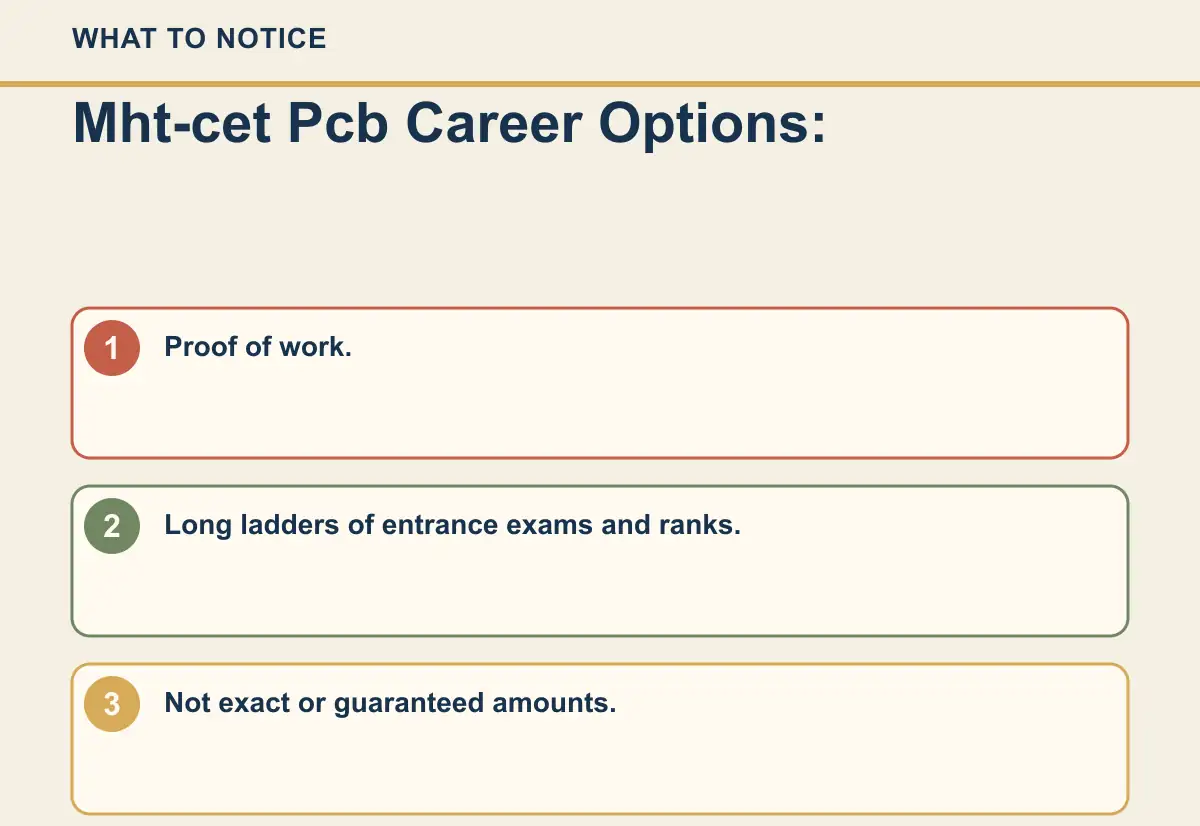 WHAT TO NOTICE
Mht-cet Pcb Career Options:
1 Proof of work.
2 Long ladders of entrance exams and ranks.
3 Not exact or guaranteed amounts.